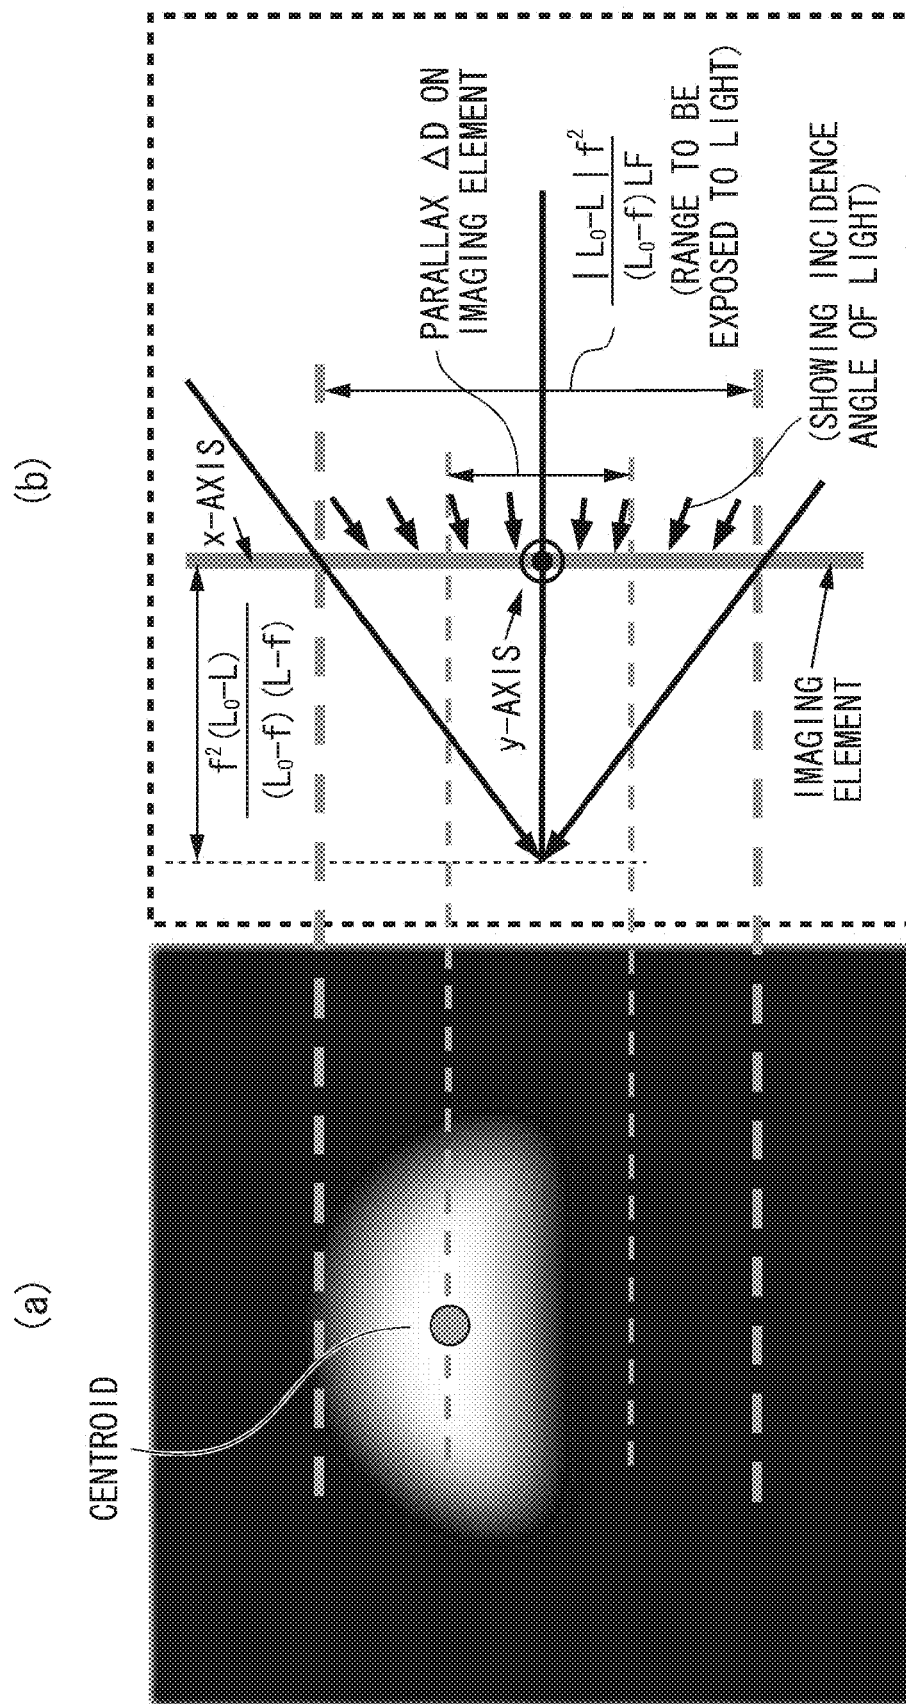 (a)
CENTROID
(b)
f² (L₀−L)
(L₀−f) (L−f)
x−AXIS
y−AXIS
IMAGING
ELEMENT
PARALLAX ΔD ON
IMAGING ELEMENT
| L₀−L | f²
(L₀−f) LF
(RANGE TO BE
EXPOSED TO LIGHT)
(SHOWING INCIDENCE
ANGLE OF LIGHT)